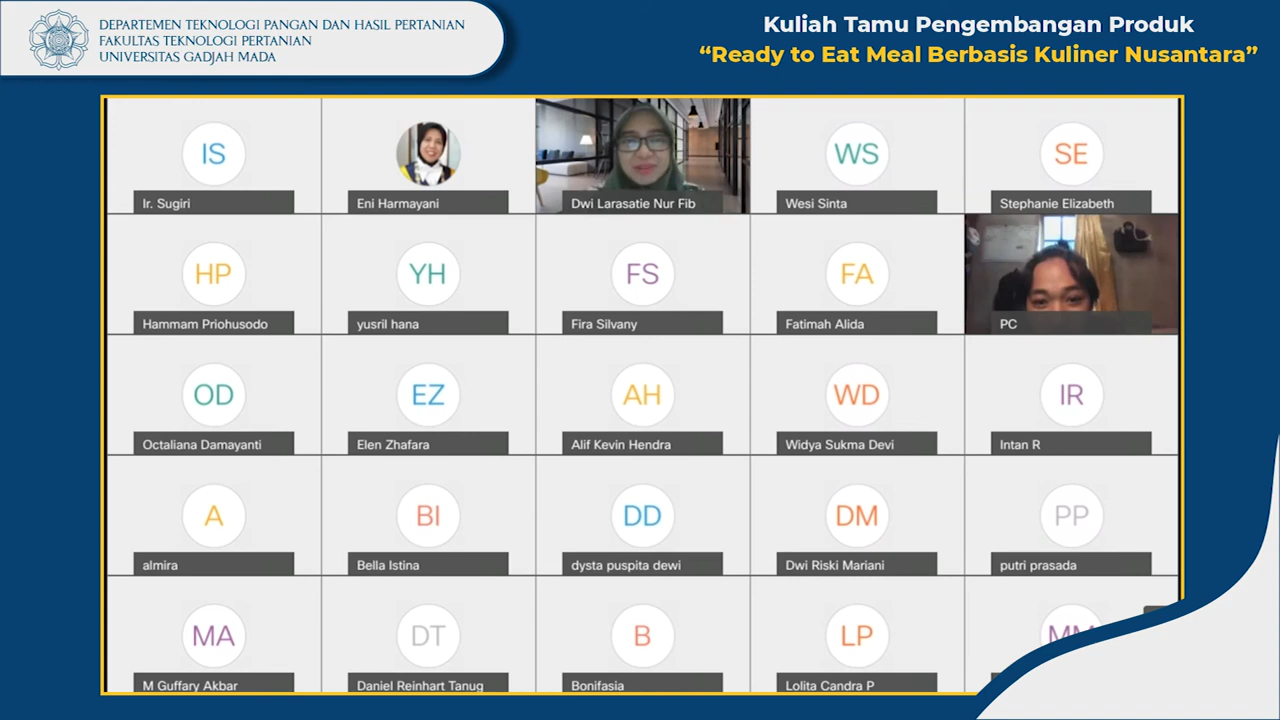 DEPARTEMEN TEKNOLOGI PANGAN DAN HASIL PERTANIAN
FAKULTAS TEKNOLOGI PERTANIAN
UNIVERSITAS GADJAH MADA
Kuliah Tamu Pengembangan Produk
“Ready to Eat Meal Berbasis Kuliner Nusantara”
IS
Ir. Sugiri
Eni Harmayani
Dwi Larasatie Nur Fib
WS
Wesi Sinta
SE
Stephanie Elizabeth
HP
Hammam Priohusodo
YH
yusril hana
FS
Fira Silvany
FA
Fatimah Alida
PC
OD
Octaliana Damayanti
EZ
Elen Zhafara
AH
Alif Kevin Hendra
WD
Widya Sukma Devi
IR
Intan R
A
almira
BI
Bella Istina
DD
dysta puspita dewi
DM
Dwi Riski Mariani
PP
putri prasada
MA
M Guffary Akbar
DT
Daniel Reinhart Tanug
B
Bonifasia
LP
Lolita Candra P
MM